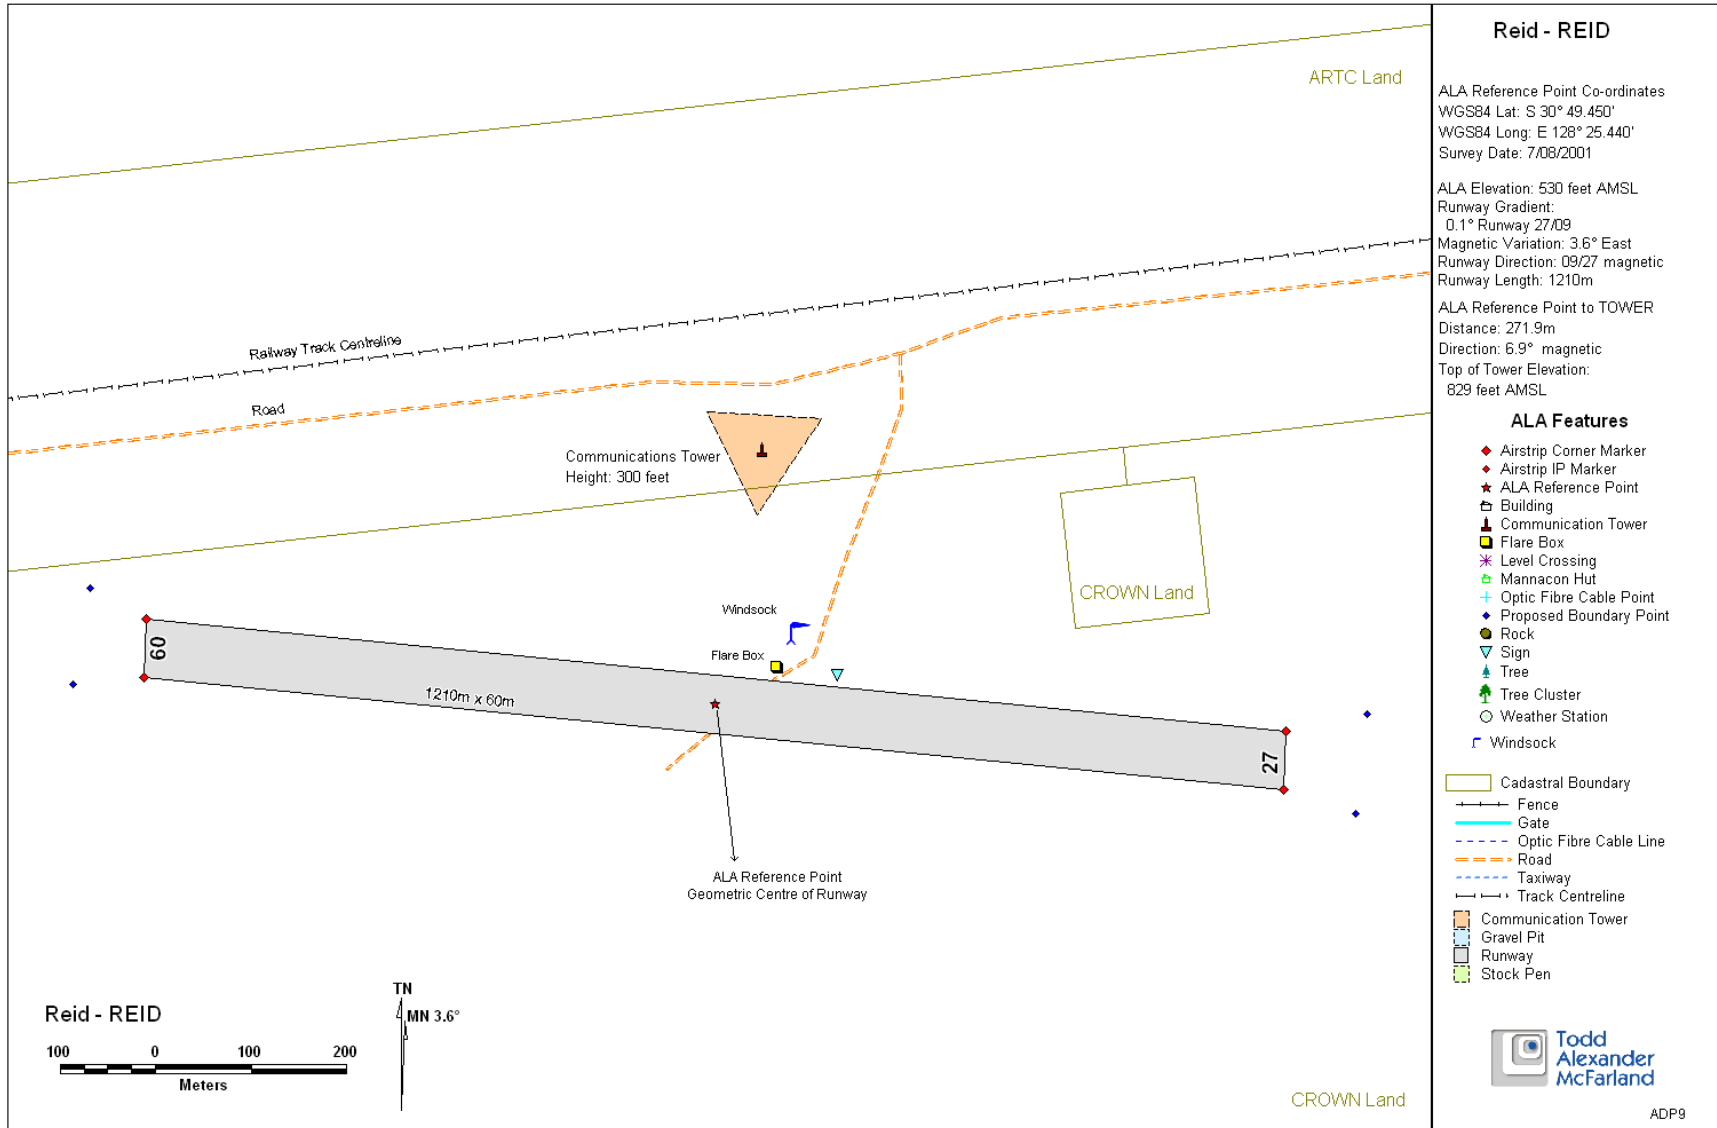 Reid - REID
ARTC Land
ALA Reference Point Co-ordinates
WGS84 Lat: S 30° 49.450'
WGS84 Long: E 128° 25.440'
Survey Date: 7/08/2001
ALA Elevation: 530 feet AMSL
Runway Gradient:
0.1° Runway 27/09
Magnetic Variation: 3.6° East
Runway Direction: 09/27 magnetic
Runway Length: 1210m
ALA Reference Point to TOWER
Distance: 271.9m
Direction: 6.9° magnetic
Top of Tower Elevation:
829 feet AMSL
Railway Track Centreline
Road
Communications Tower
Height: 300 feet
CROWN Land
Windsock
Flare Box
09
1210m x 60m
27
ALA Reference Point
Geometric Centre of Runway
ALA Features
Airstrip Corner Marker
Airstrip IP Marker
ALA Reference Point
Building
Communication Tower
Flare Box
Level Crossing
Mannacon Hut
Optic Fibre Cable Point
Proposed Boundary Point
Rock
Sign
Tree
Tree Cluster
Weather Station
Windsock
Cadastral Boundary
Fence
Gate
Optic Fibre Cable Line
Road
Taxiway
Track Centreline
Communication Tower
Gravel Pit
Runway
Stock Pen
Reid - REID
100 0 100 200
Meters
TN
MN 3.6°
CROWN Land
Todd
Alexander
McFarland
ADP9